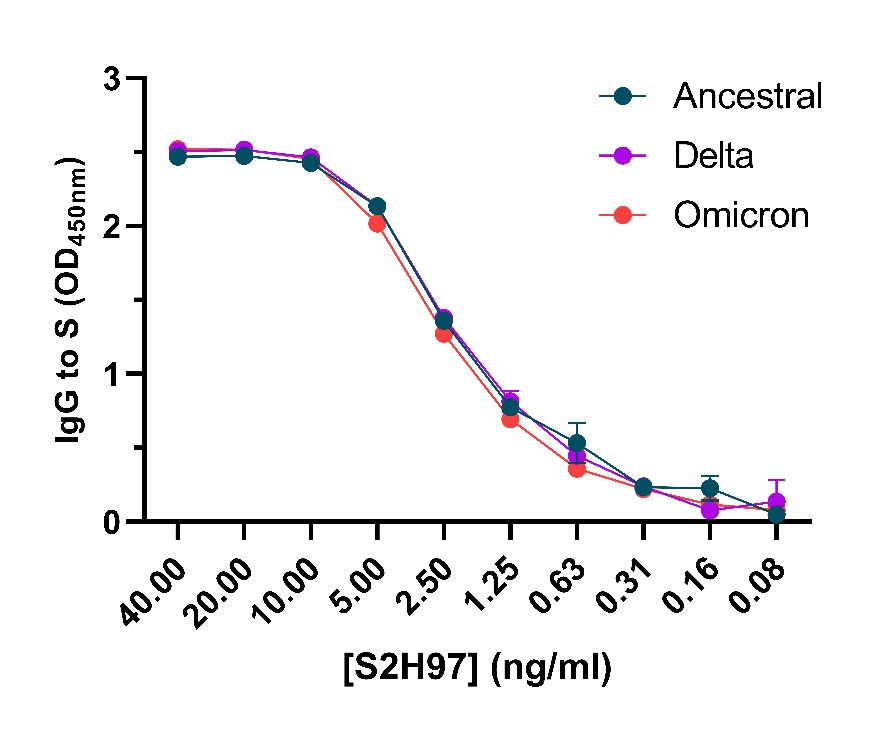 3
2
1
0
IgG to S (OD450nm)
Ancestral
Delta
Omicron
40.00
20.00
10.00
5.00
2.50
1.25
0.63
0.31
0.16
0.08
[S2H97] (ng/ml)